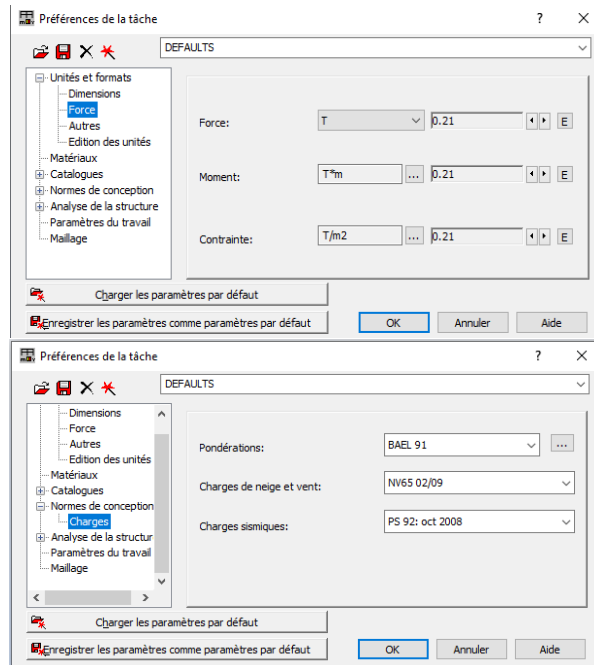 Préférences de la tâche ? X
DEFAULTS
Unités et formats
Dimensions
Force
Autres
Edition des unités
Matériaux
Catalogues
Normes de conception
Analyse de la structure
Paramètres du travail
Maillage
Force: T 0.21 E
Moment: T*m ... 0.21 E
Contrainte: T/m2 ... 0.21 E
Charger les paramètres par défaut
Enregistrer les paramètres comme paramètres par défaut OK Annuler Aide
Préférences de la tâche ? X
DEFAULTS
Dimensions
Force
Autres
Edition des unités
Matériaux
Catalogues
Normes de conception
Charges
Analyse de la structur
Paramètres du travail
Maillage
Pondérations: BAEL 91 ...
Charges de neige et vent: NV65 02/09
Charges sismiques: PS 92: oct 2008
Charger les paramètres par défaut
Enregistrer les paramètres comme paramètres par défaut OK Annuler Aide